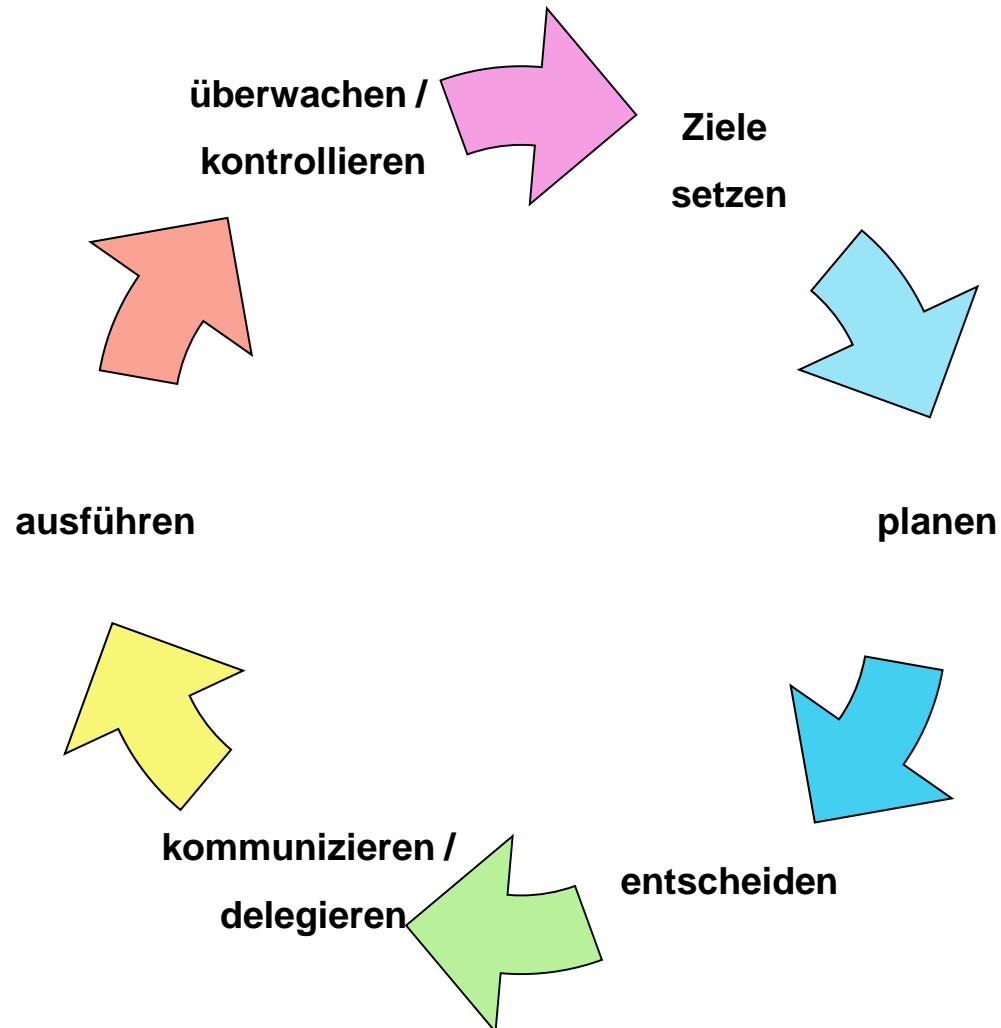 überwachen /
kontrollieren
Ziele
setzen
planen
entscheiden
kommunizieren /
delegieren
ausführen